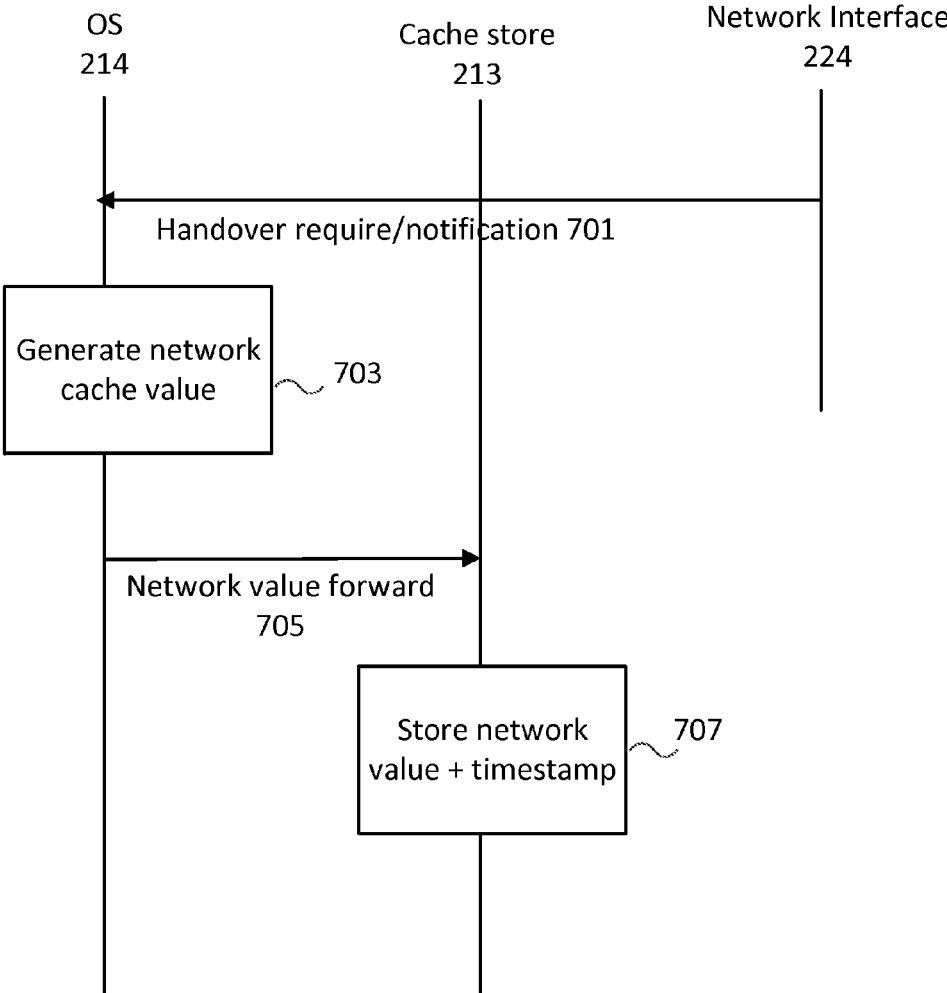 OS
214
Cache store
213
Network Interface
224
Handover require/notification 701
Generate network
cache value
703
Network value forward
705
Store network
value + timestamp
707